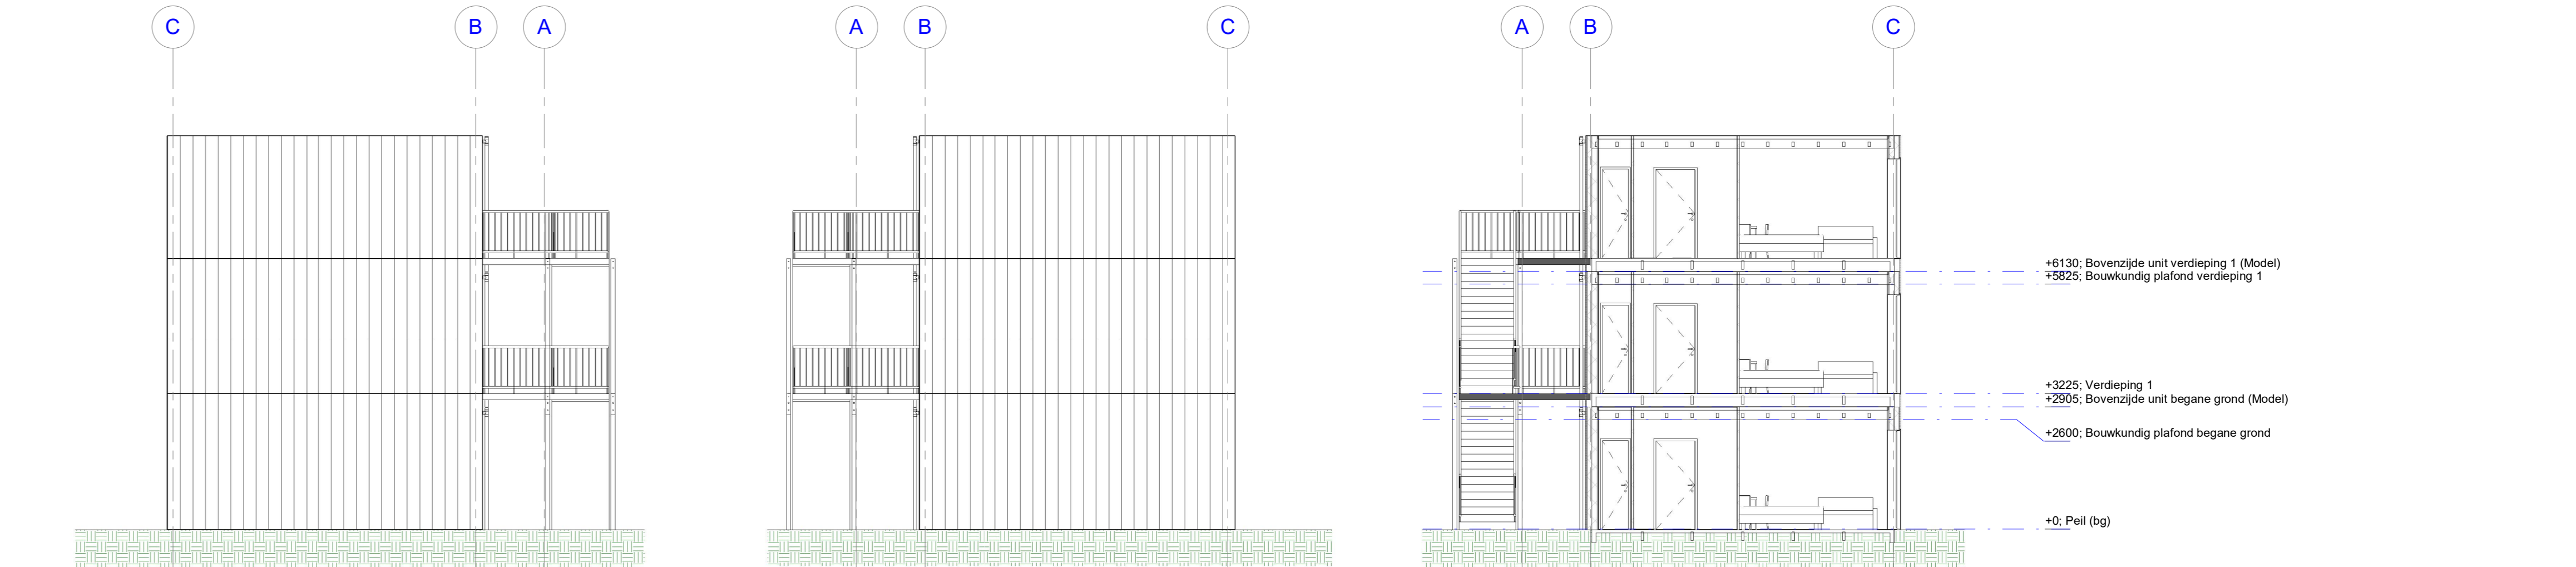 C B A A B C A B C
+6130; Bovenzijde unit verdieping 1 (Model)
+5825; Bouwkundig plafond verdieping 1
+3225; Verdieping 1
+2905; Bovenzijde unit begane grond (Model)
+2600; Bouwkundig plafond begane grond
+0; Peil (bg)